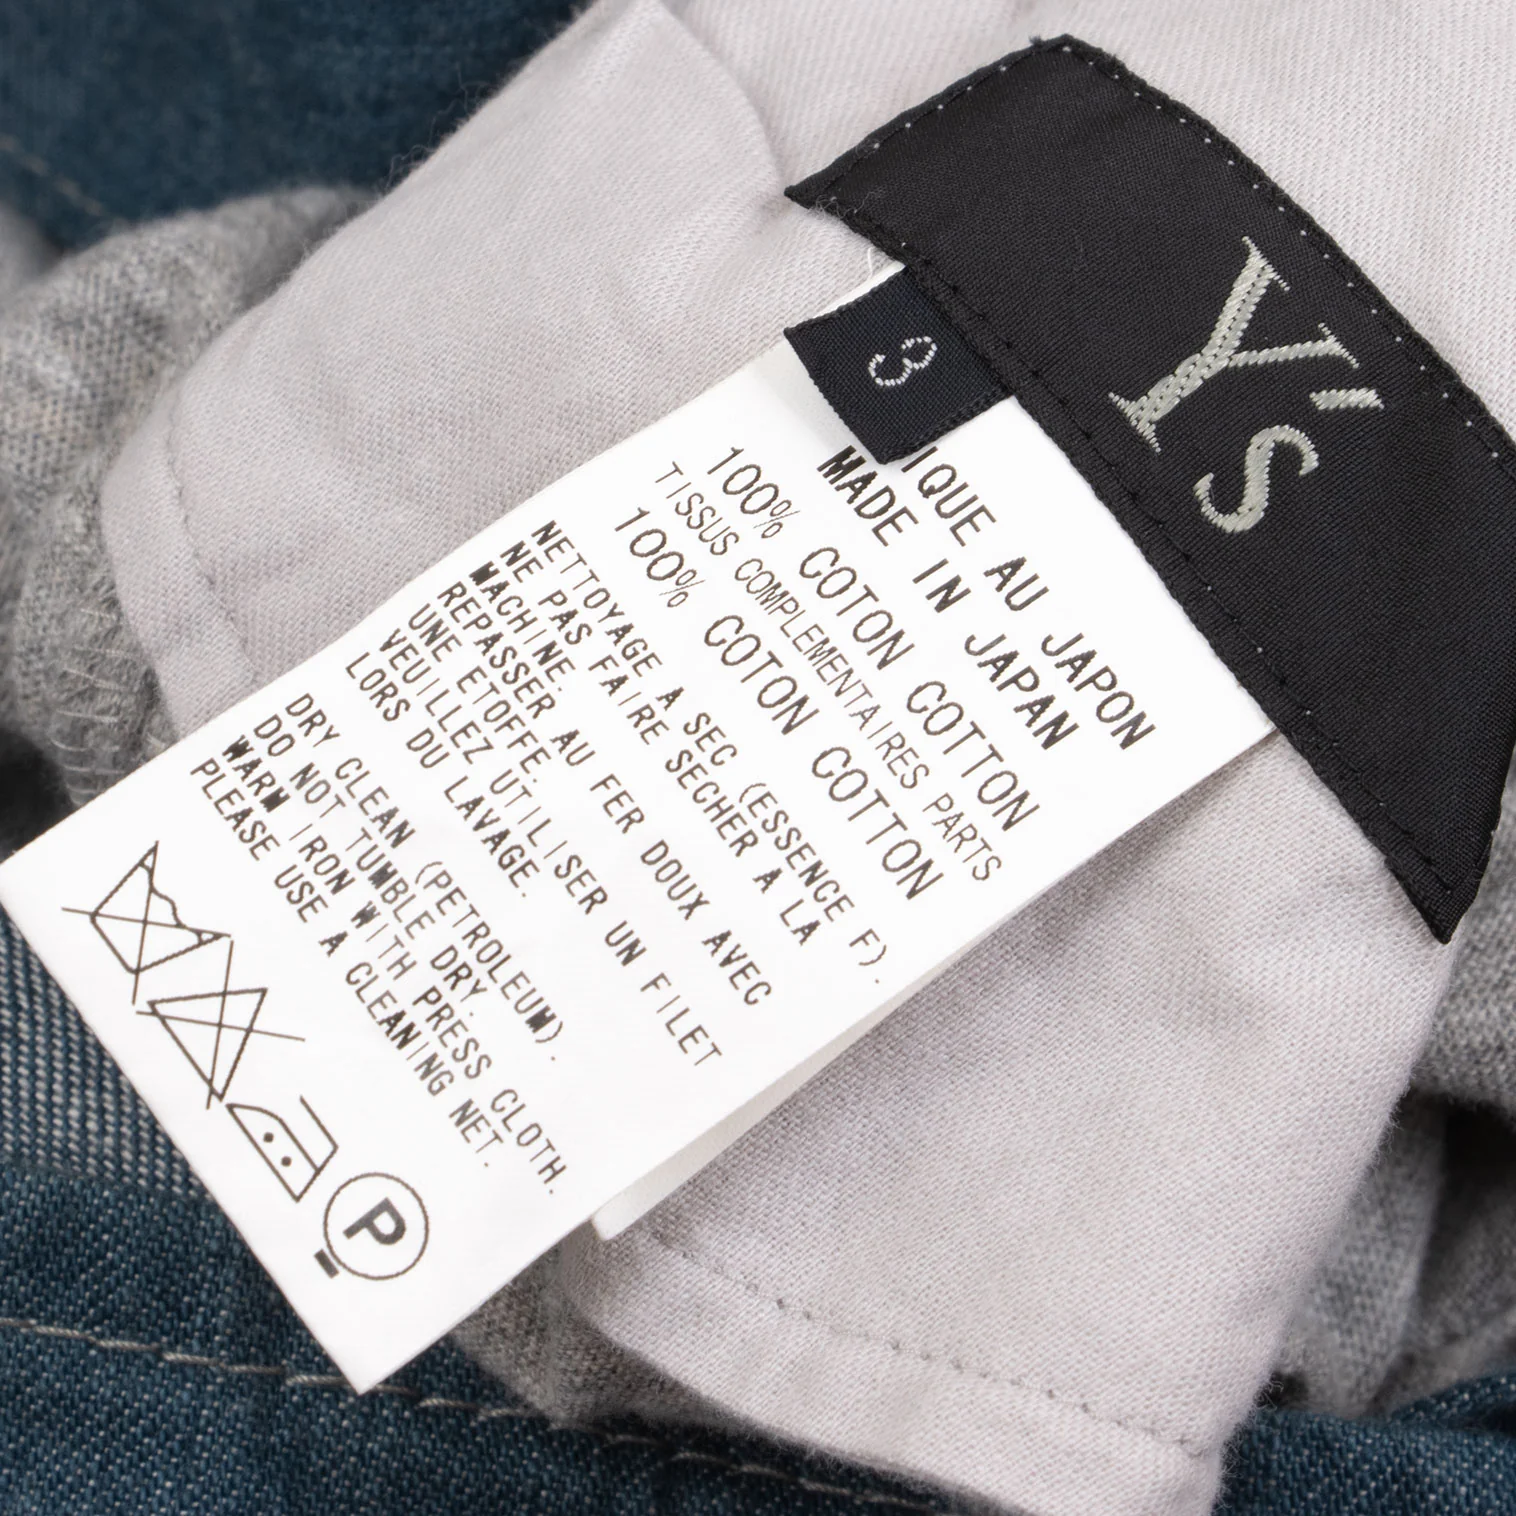 Y's
3
IQUE AU JAPON
MADE IN JAPAN
100% COTON COTTON
TISSUS COMPLEMENTAIRES PARTS
100% COTON COTTON
NETTOYAGE A SEC (ESSENCE F).
NE PAS FAIRE SECHER A LA
MACHINE.
REPASSER AU FER DOUX AVEC
UNE ETOFFE.
VEUILLEZ UTILISER UN FILET
LORS DU LAVAGE.
DRY CLEAN (PETROLEUM).
DO NOT TUMBLE DRY.
WARM IRON WITH PRESS CLOTH.
PLEASE USE A CLEANING NET.
P